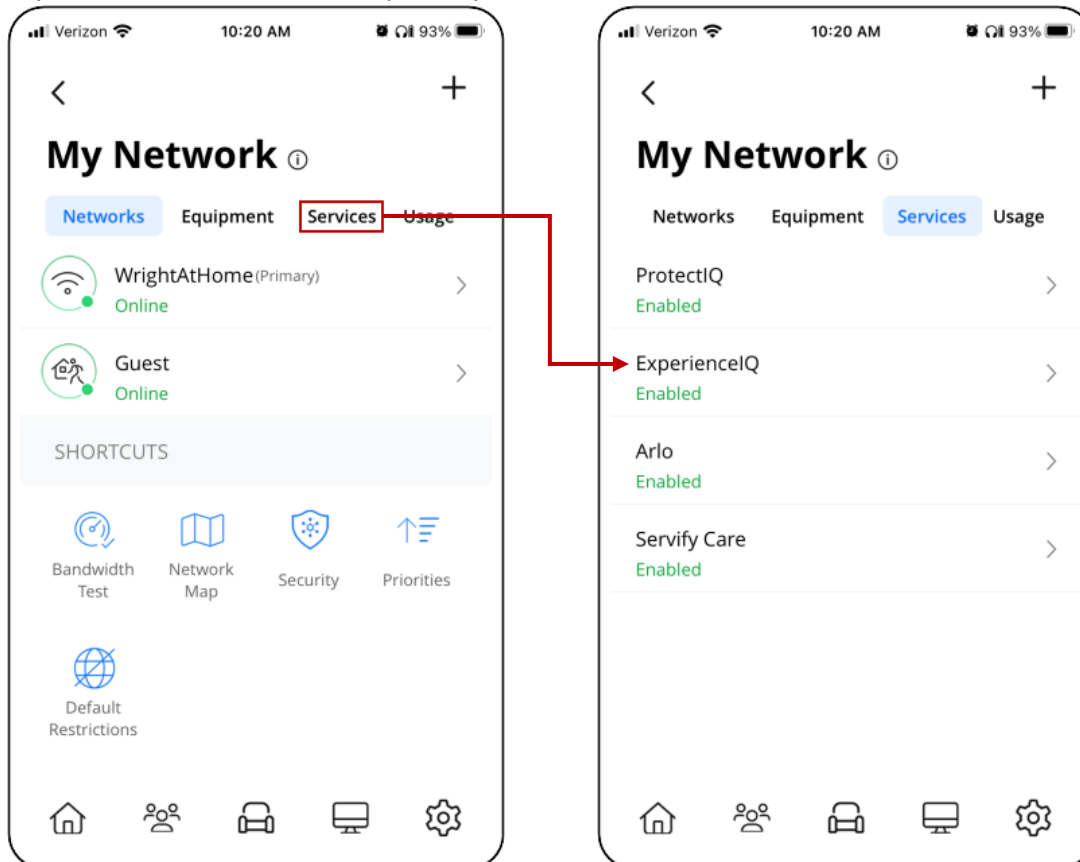 Verizon 10:20 AM 93%
My Network
Networks Equipment Services Usage
WrightAtHome (Primary)
Online
Guest
Online
SHORTCUTS
Bandwidth
Test
Network
Map
Security
Priorities
Default
Restrictions
Verizon 10:20 AM 93%
My Network
Networks Equipment Services Usage
ProtectIQ
Enabled
ExperienceIQ
Enabled
Arlo
Enabled
Servify Care
Enabled